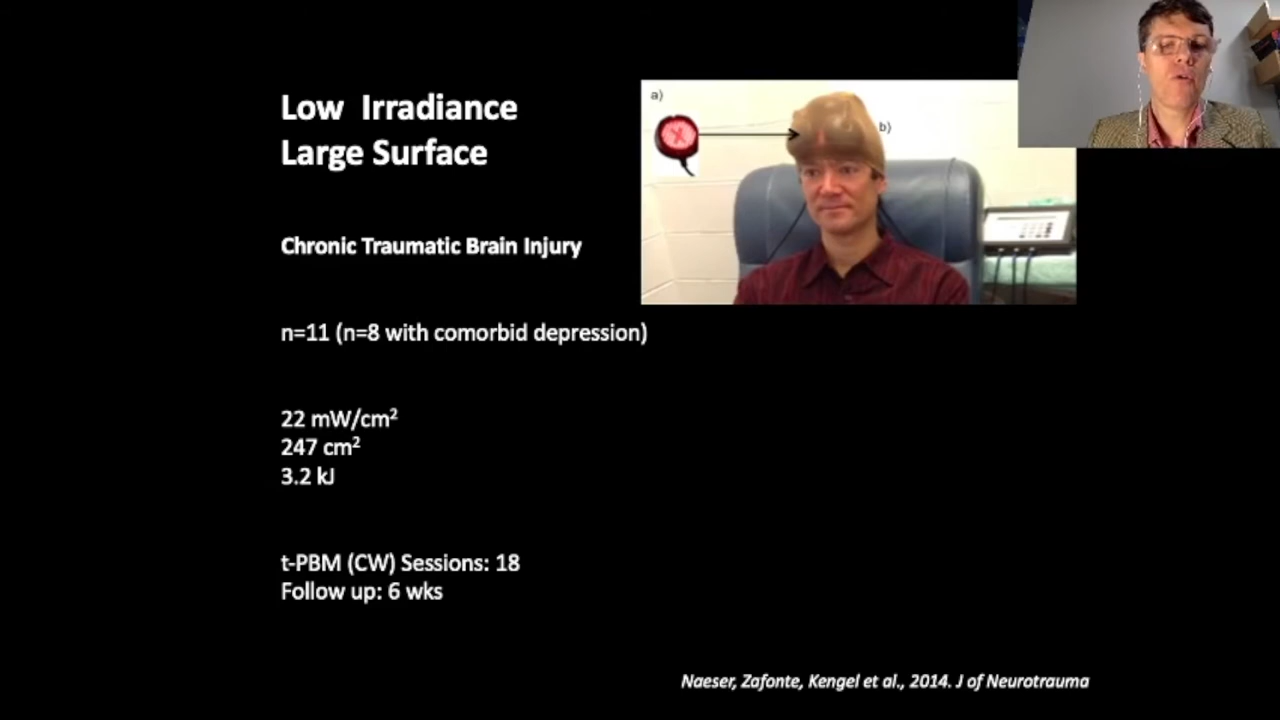 Low Irradiance
Large Surface
a)
b)
Chronic Traumatic Brain Injury
n=11 (n=8 with comorbid depression)
22 mW/cm²
247 cm²
3.2 kJ
t-PBM (CW) Sessions: 18
Follow up: 6 wks
Naeser, Zafonte, Kengel et al., 2014. J of Neurotrauma